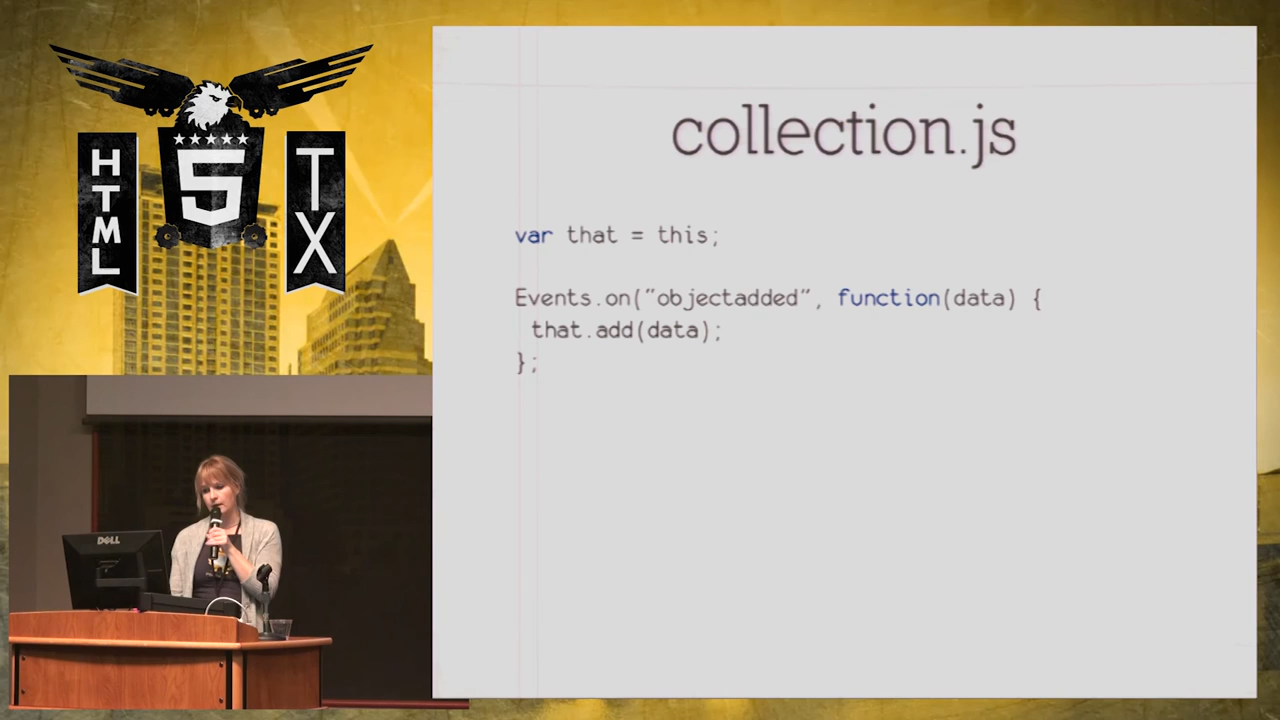 HTML
5
TX
collection.js
var that = this;
Events.on("objectadded", function(data) {
that.add(data);
};
DELL